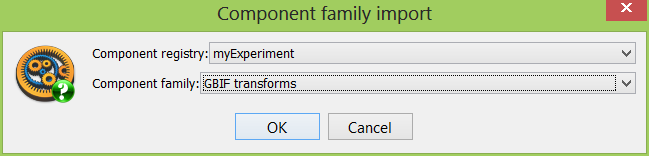 Component family import
Component registry: myExperiment
Component family: GBIF transforms
OK Cancel